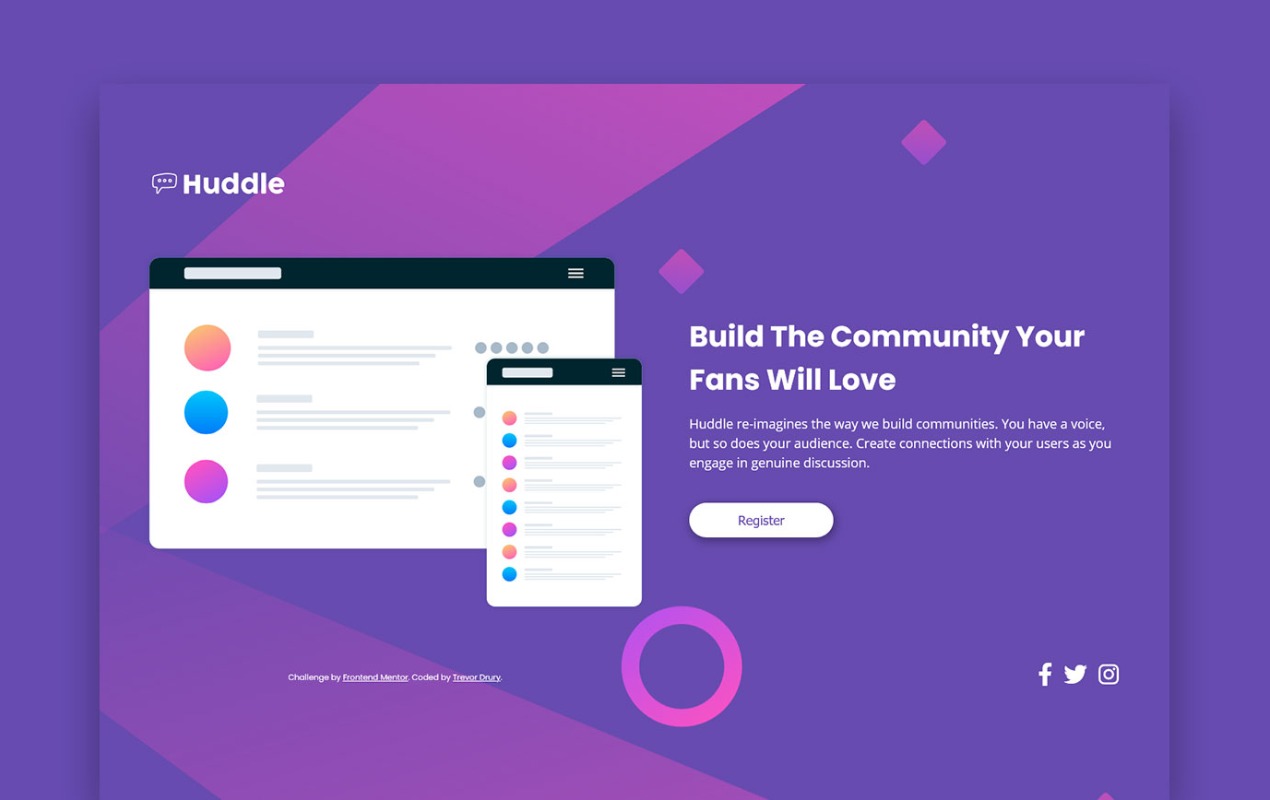 Huddle
Build The Community Your
Fans Will Love
Huddle re-imagines the way we build communities. You have a voice,
but so does your audience. Create connections with your users as you
engage in genuine discussion.
Register
Challenge by Frontend Mentor. Coded by Trevor Drury.